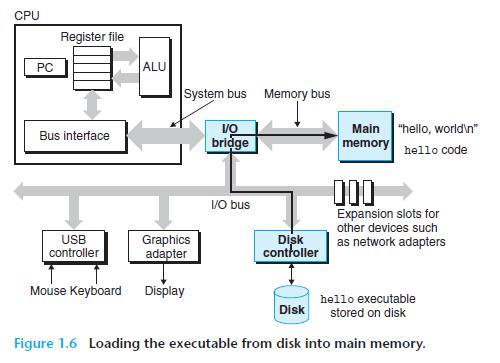 CPU
Register file
PC
ALU
System bus
Memory bus
Bus interface
I/O
bridge
Main
memory
"hello, world\n"
hello code
I/O bus
Expansion slots for
other devices such
as network adapters
USB
controller
Graphics
adapter
Disk
controller
Mouse Keyboard
Display
Disk
hello executable
stored on disk
Figure 1.6 Loading the executable from disk into main memory.